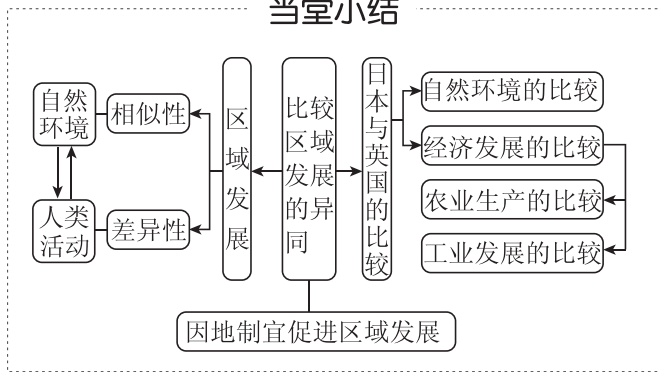 当堂小结
自然
环境
相似性
人类
活动
差异性
区域发展
比较
区域
发展
的异
同
日本与英国的比较
自然环境的比较
经济发展的比较
农业生产的比较
工业发展的比较
因地制宜促进区域发展